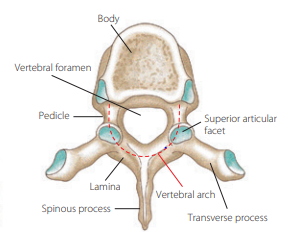 Body
Vertebral foramen
Pedicle
Superior articular
facet
Lamina
Vertebral arch
Spinous process
Transverse process